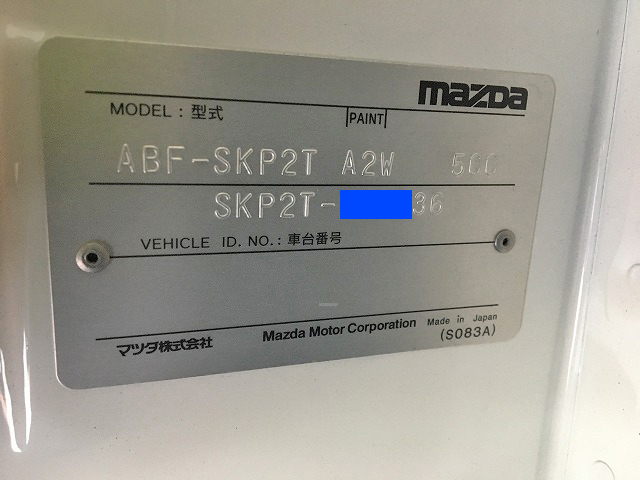 mazda
MODEL : 型式 PAINT
ABF-SKP2T A2W
SKP2T- 36
VEHICLE ID. NO. : 車台番号
マツダ株式会社 Mazda Motor Corporation Made in Japan
(S083A)